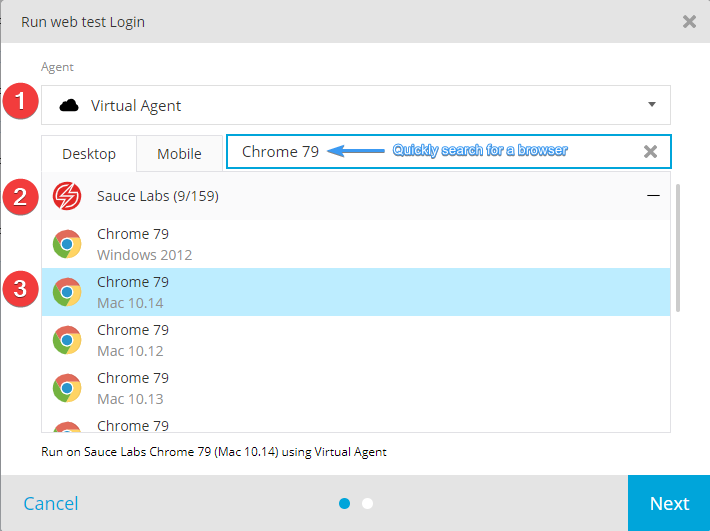 Run web test Login
Agent
1
Virtual Agent
Desktop
Mobile
Chrome 79
Quickly search for a browser
2
Sauce Labs (9/159)
Chrome 79
Windows 2012
3
Chrome 79
Mac 10.14
Chrome 79
Mac 10.12
Chrome 79
Mac 10.13
Chrome 79
Run on Sauce Labs Chrome 79 (Mac 10.14) using Virtual Agent
Cancel
Next